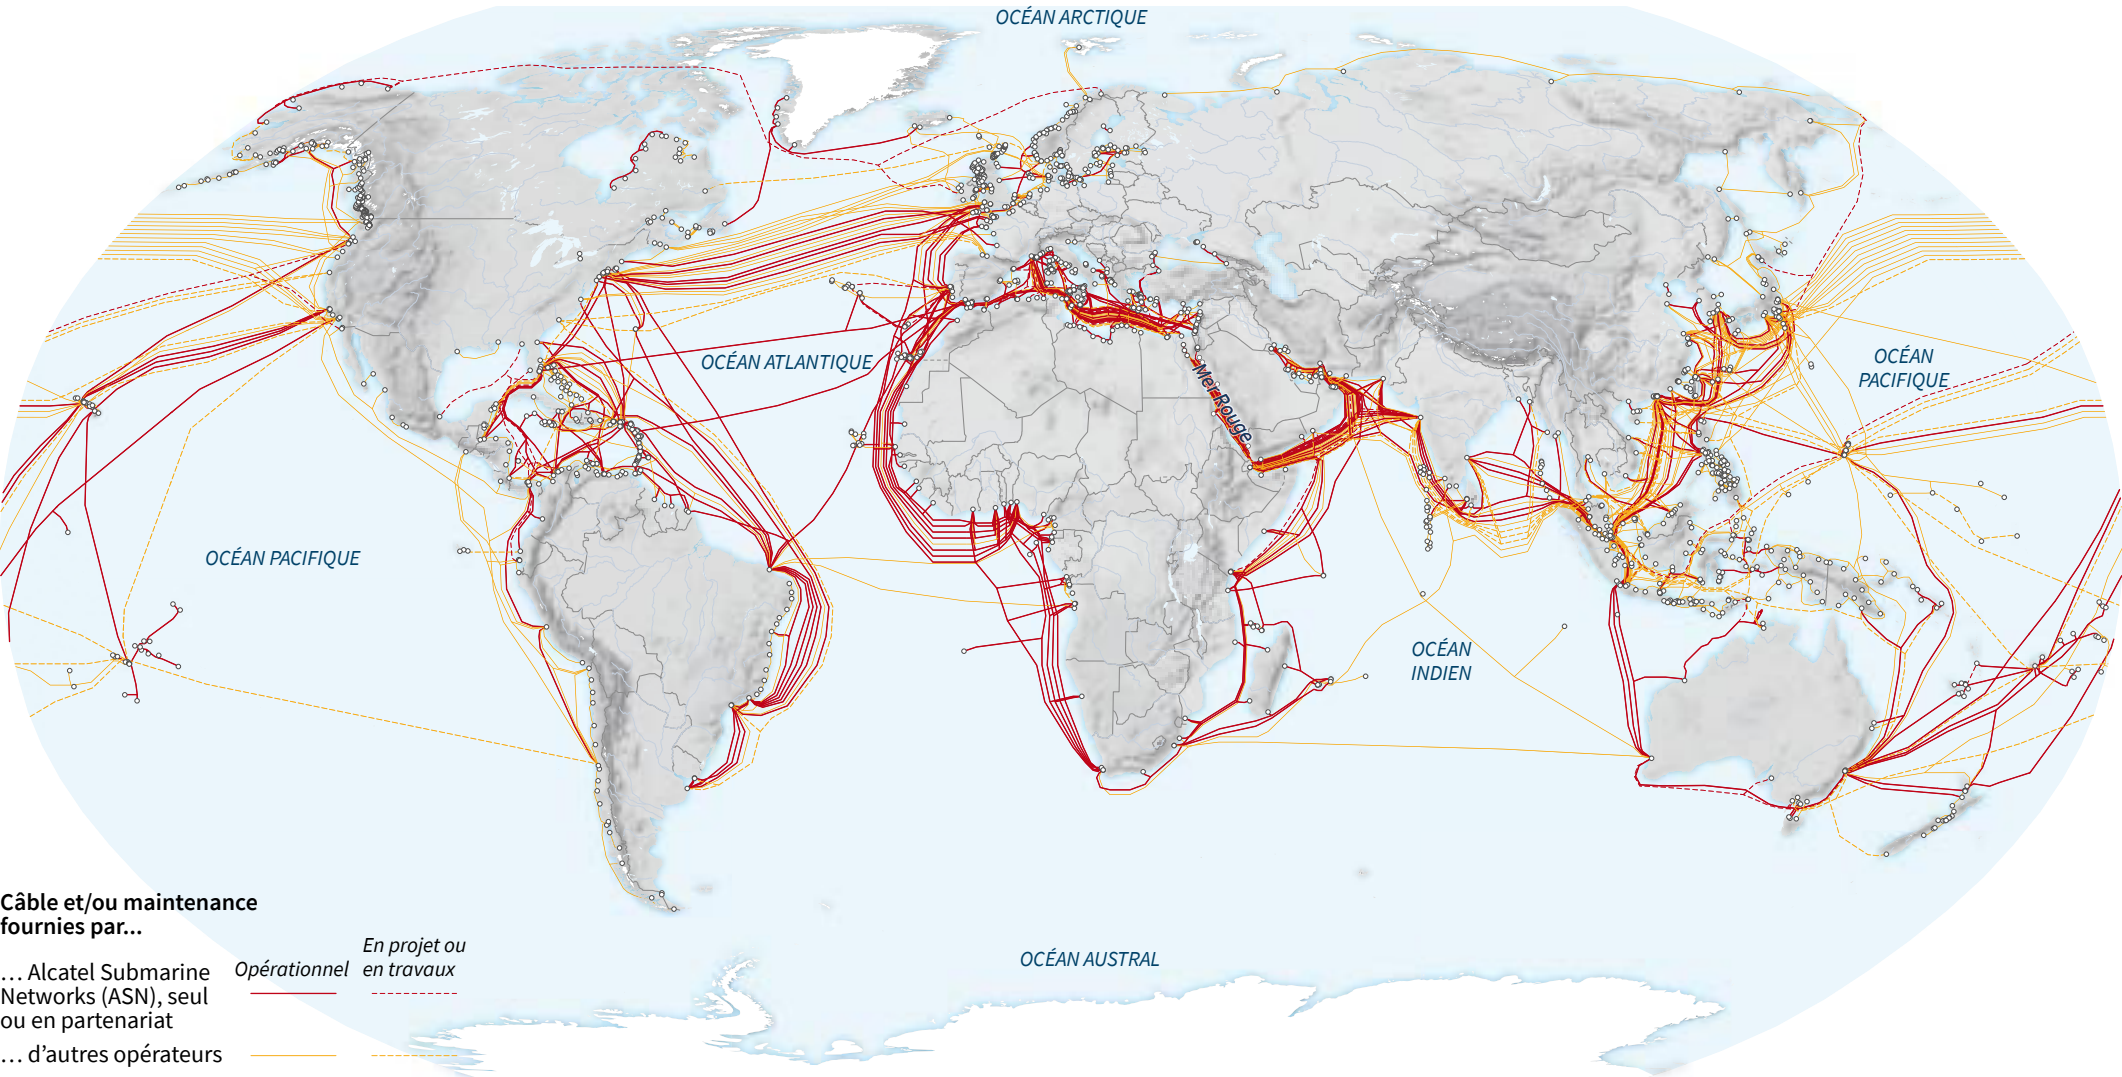 OCÉAN ARCTIQUE
OCÉAN ATLANTIQUE
Mer Rouge
OCÉAN
PACIFIQUE
OCÉAN PACIFIQUE
OCÉAN
INDIEN
OCÉAN AUSTRAL
Câble et/ou maintenance
fournies par...
En projet ou
Opérationnel en travaux
… Alcatel Submarine
Networks (ASN), seul
ou en partenariat
… d’autres opérateurs